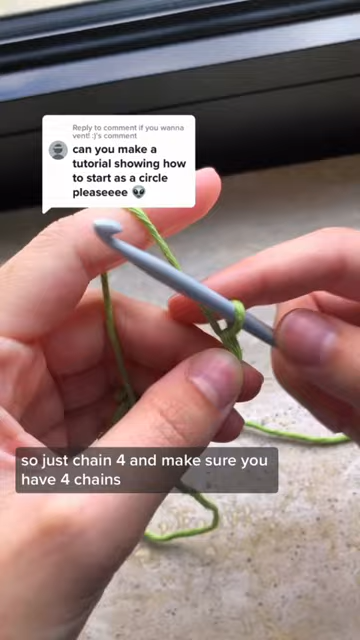 Reply to comment if you wanna
vent! :)'s comment
can you make a
tutorial showing how
to start as a circle
pleaseeee 👽
so just chain 4 and make sure you
have 4 chains